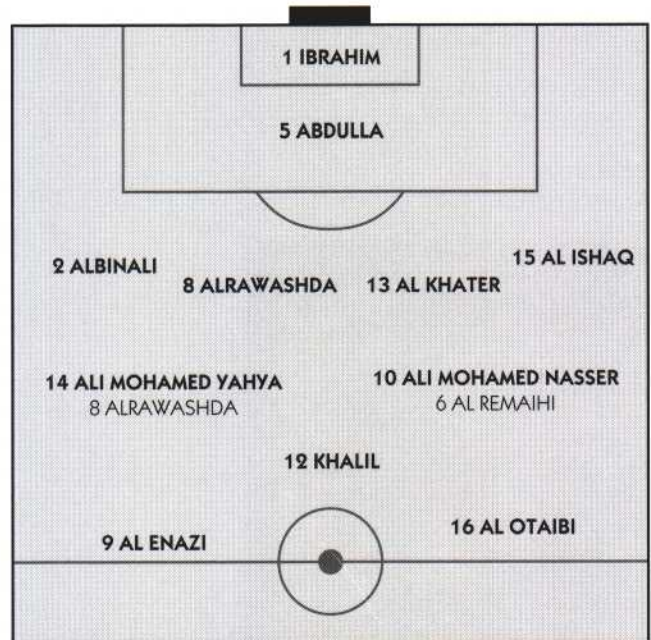 1 IBRAHIM
5 ABDULLA
2 ALBINALI
8 ALRAWASHDA
13 AL KHATER
15 AL ISHAQ
14 ALI MOHAMED YAHYA
8 ALRAWASHDA
10 ALI MOHAMED NASSER
6 AL REMAIHI
12 KHALIL
9 AL ENAZI
16 AL OTAIBI